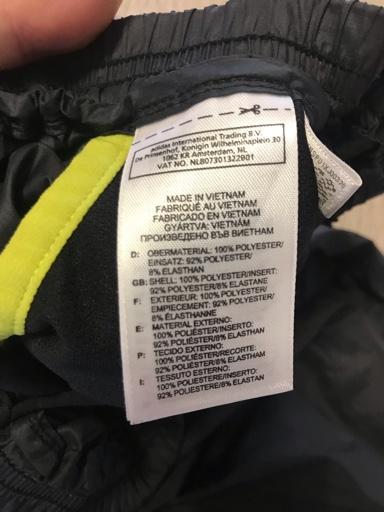 adidas International Trading B.V.
De Prinsenhof, Konigin Wilhelminaplein 30
1062 KR Amsterdam, NL
VAT NO. NL807301322B01
MADE IN VIETNAM
FABRIQUÉ AU VIETNAM
FABRICADO EN VIETNAM
GYÁRTVA: VIETNÁM
ПРОИЗВЕДЕНО ВЪВ ВИЕТНАМ
D: OBERMATERIAL: 100% POLYESTER/
EINSATZ: 92% POLYESTER/
8% ELASTHAN
GB: SHELL: 100% POLYESTER/INSERT:
92% POLYESTER/8% ELASTANE
F: EXTERIEUR: 100% POLYESTER/
EMPIECEMENT: 92% POLYESTER/
8% ÉLASTHANNE
E: MATERIAL EXTERNO:
100% POLIÉSTER/INSERTO:
92% POLIÉSTER/8% ELASTHAN
P: TECIDO EXTERNO:
100% POLIÉSTER/RECORTE:
92% POLIÉSTER/8% ELASTHAM
I: TESSUTO ESTERNO:
100% POLIESTERE/INSERTO:
92% POLIESTERE/8% ELASTAN